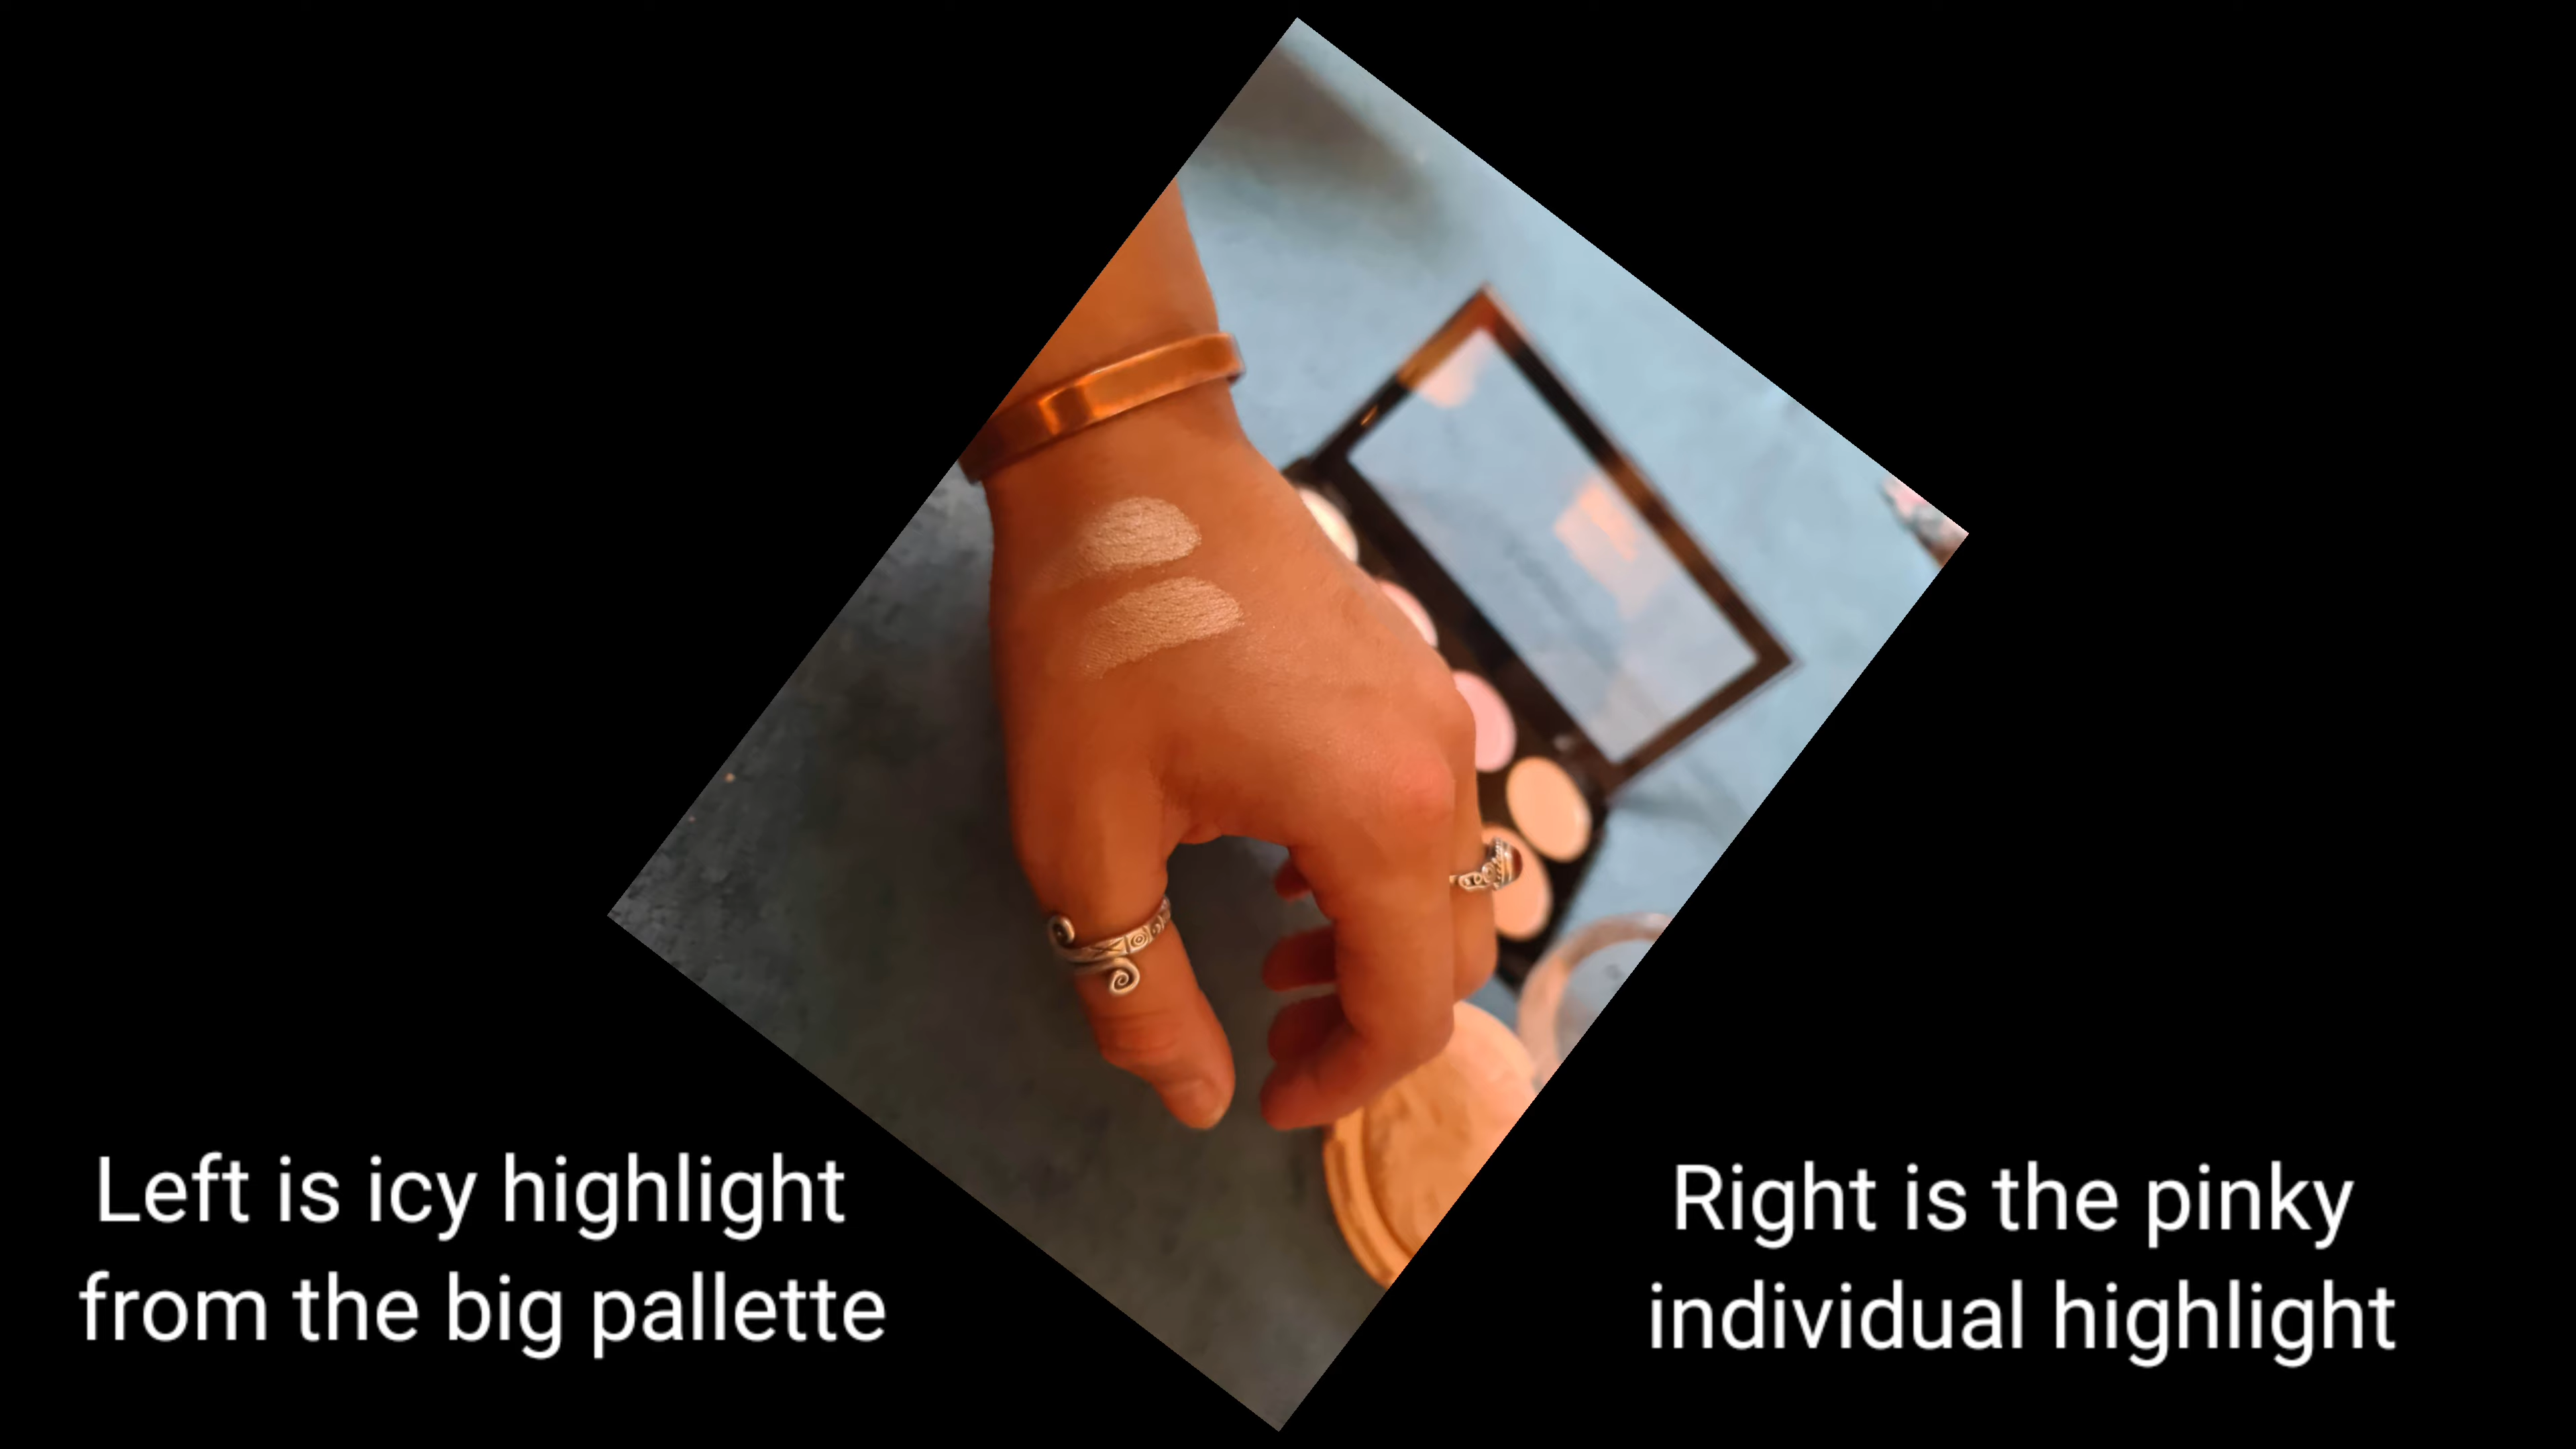 Left is icy highlight
from the big pallette
Right is the pinky
individual highlight